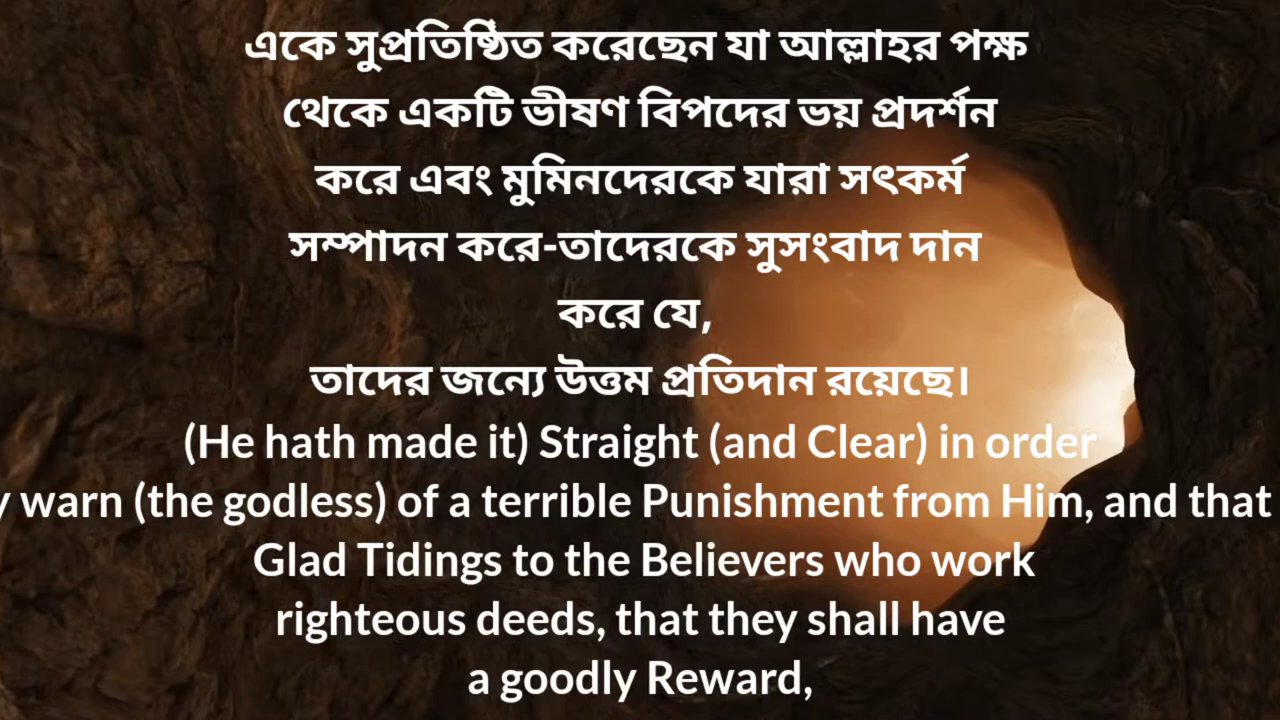 একে সুপ্রতিষ্ঠিত করেছেন যা আল্লাহর পক্ষ
থেকে একটি ভীষণ বিপদের ভয় প্রদর্শন
করে এবং মুমিনদেরকে যারা সৎকর্ম
সম্পাদন করে-তাদেরকে সুসংবাদ দান
করে যে,
তাদের জন্যে উত্তম প্রতিদান রয়েছে।
(He hath made it) Straight (and Clear) in order
warn (the godless) of a terrible Punishment from Him, and that
Glad Tidings to the Believers who work
righteous deeds, that they shall have
a goodly Reward,